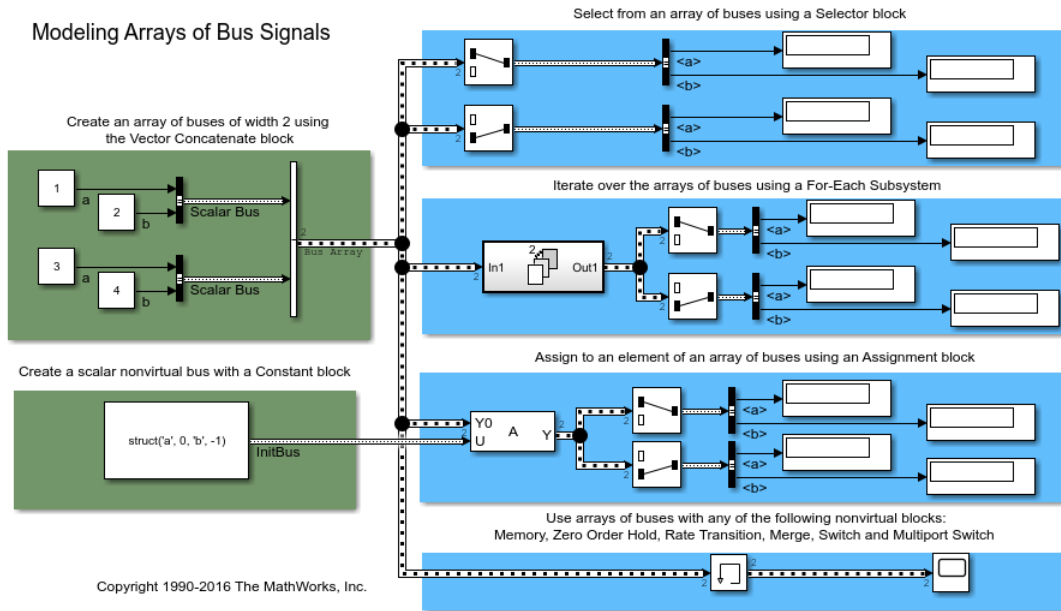 Modeling Arrays of Bus Signals
Create an array of buses of width 2 using
the Vector Concatenate block
1
a
2
b
Scalar Bus
3
a
4
b
Scalar Bus
2
Bus Array
Create a scalar nonvirtual bus with a Constant block
struct('a', 0, 'b', -1)
InitBus
Copyright 1990-2016 The MathWorks, Inc.
Select from an array of buses using a Selector block
2
<a>
<b>
2
<a>
<b>
Iterate over the arrays of buses using a For-Each Subsystem
2
In1
2
Out1
2
2
<a>
<b>
2
<a>
<b>
Assign to an element of an array of buses using an Assignment block
2
Y0
U
A
Y
2
2
<a>
<b>
2
<a>
<b>
Use arrays of buses with any of the following nonvirtual blocks:
Memory, Zero Order Hold, Rate Transition, Merge, Switch and Multiport Switch
2
2
2